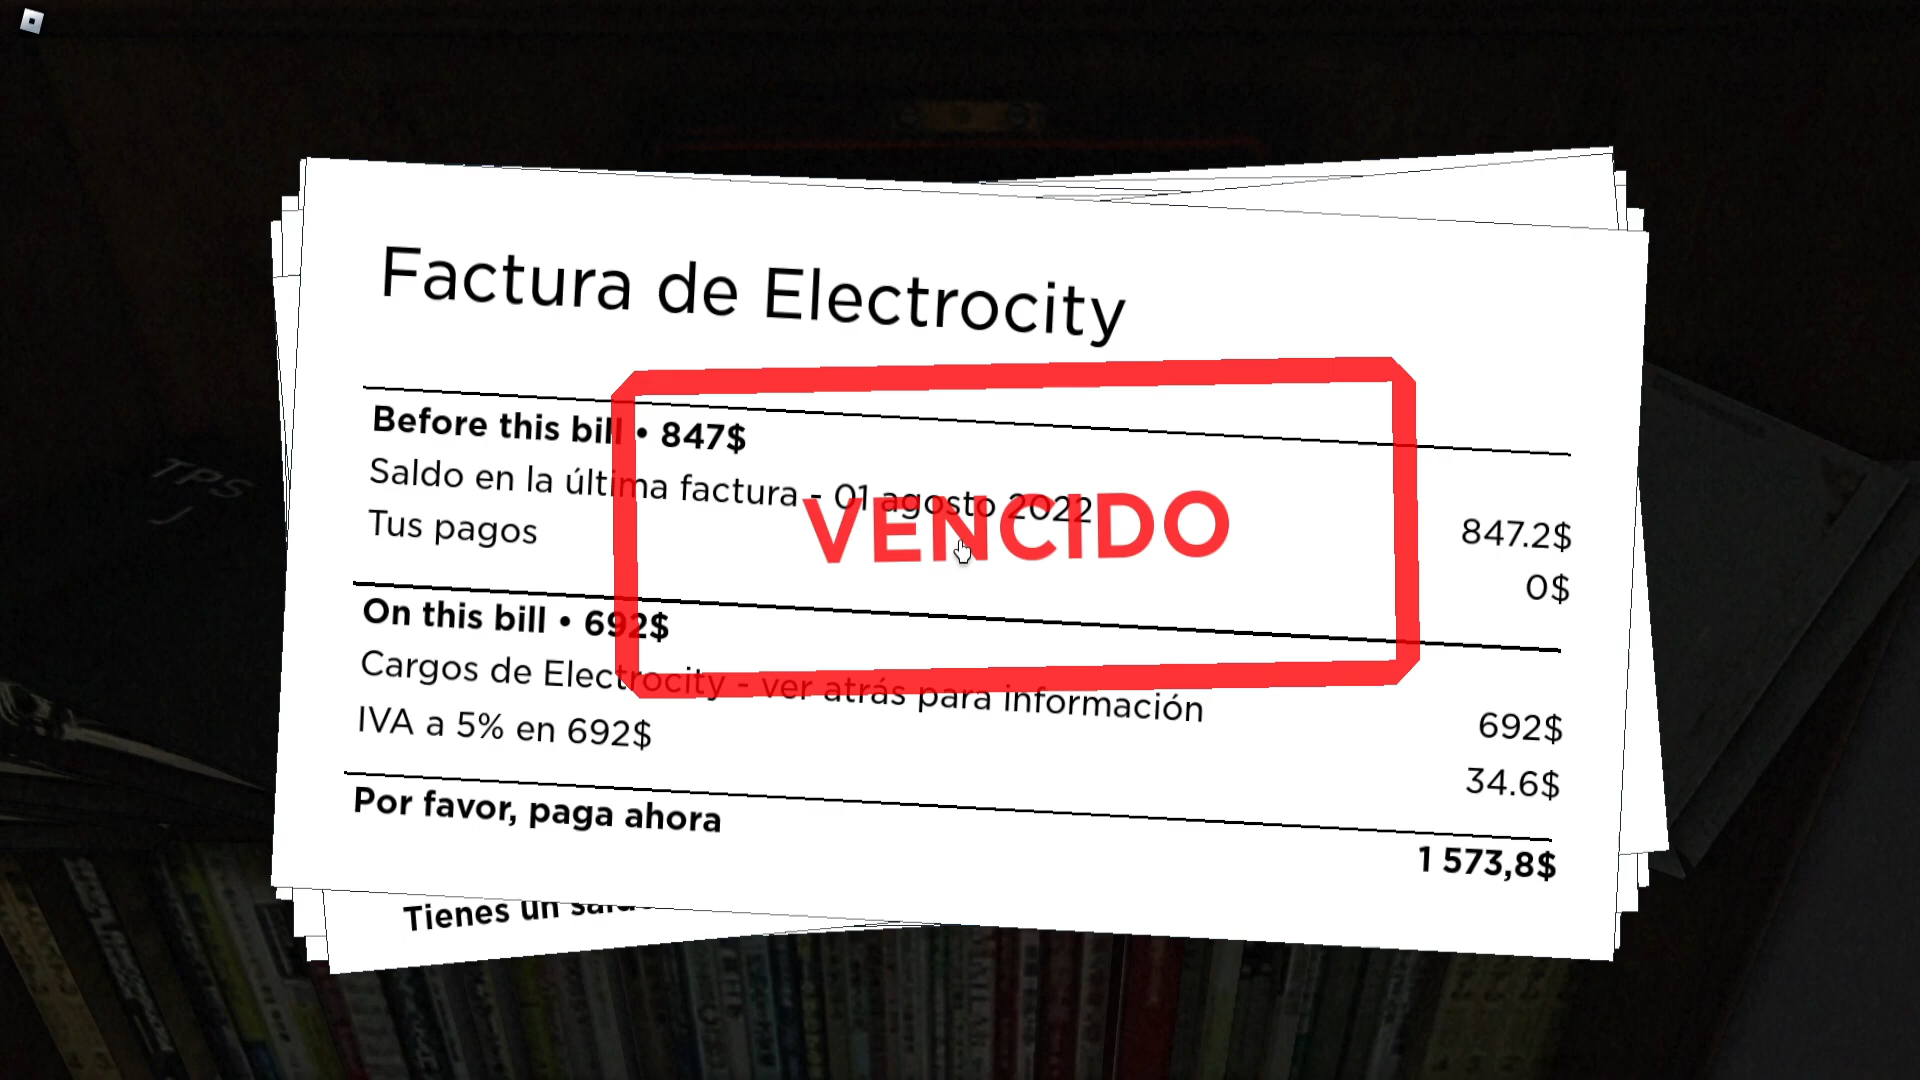 Factura de Electrocity
Before this bill • 847$
Saldo en la última factura - 01 agosto 2022
847.2$
Tus pagos
0$
VENCIDO
On this bill • 692$
Cargos de Electrocity - ver atrás para información
692$
IVA a 5% en 692$
34.6$
Por favor, paga ahora
1 573,8$
Tienes un
TPS